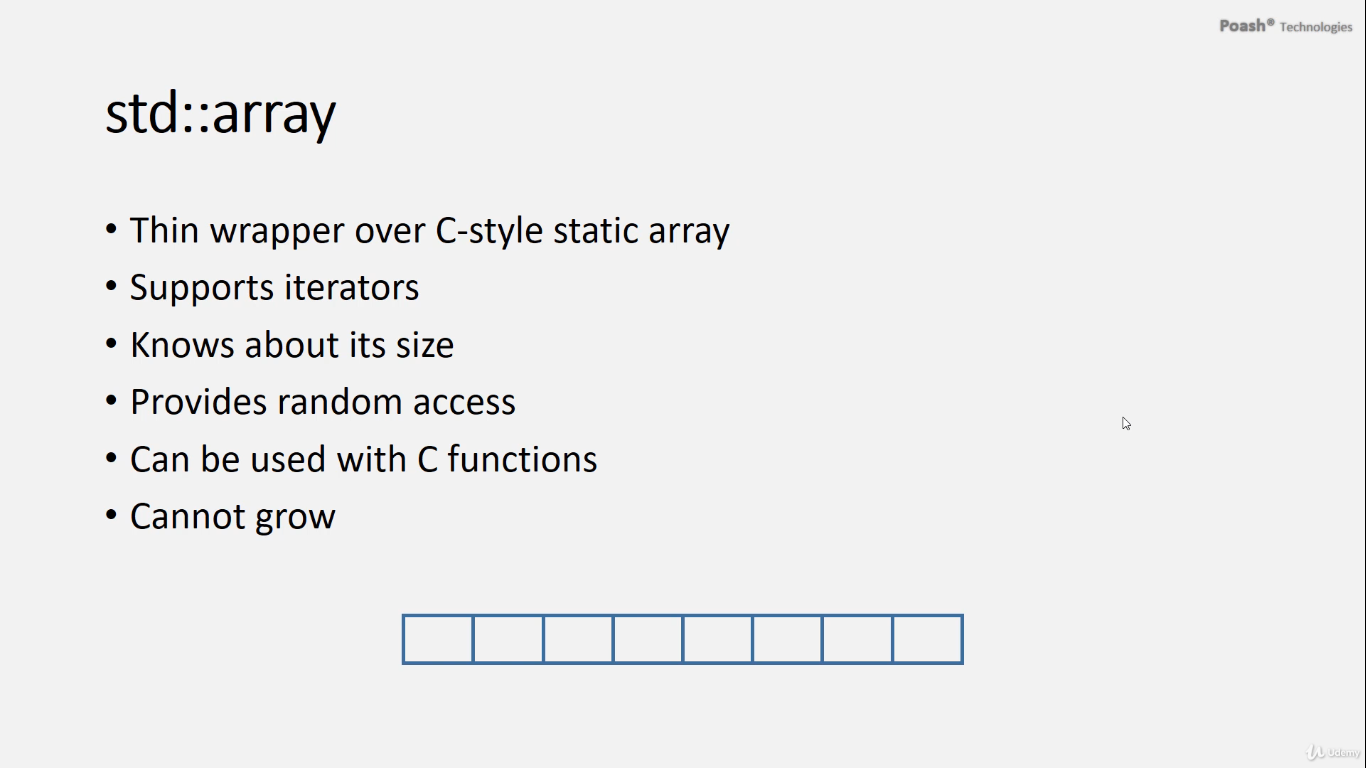 Poash® Technologies
std::array
• Thin wrapper over C-style static array
• Supports iterators
• Knows about its size
• Provides random access
• Can be used with C functions
• Cannot grow
Udemy